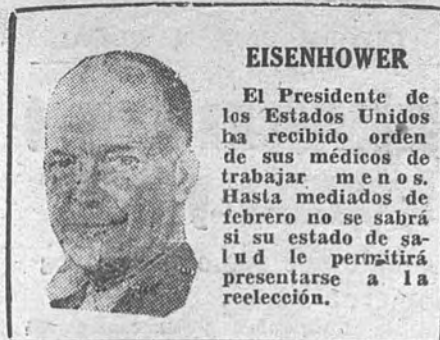 EISENHOWER
El Presidente de
los Estados Unidos
ha recibido orden
de sus médicos de
trabajar menos.
Hasta mediados de
febrero no se sabrá
si su estado de sa-
lud le permitirá
presentarse a la
reelección.